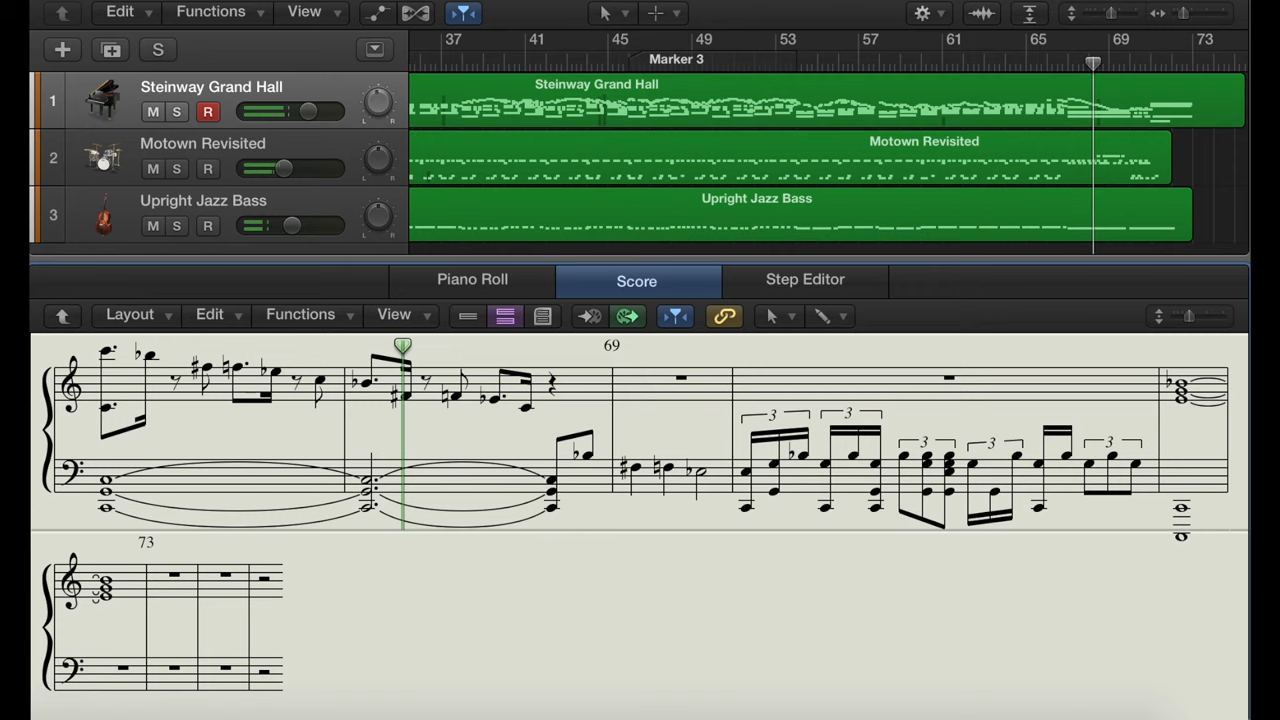 Edit Functions View
37 41 45 49 53 57 61 65 69 73
S
Marker 3
1 Steinway Grand Hall Steinway Grand Hall
M S R L R
2 Motown Revisited Motown Revisited
M S R L R
3 Upright Jazz Bass Upright Jazz Bass
M S R L R
Piano Roll Score Step Editor
Layout Edit Functions View
69
3 3 3 3 3
73